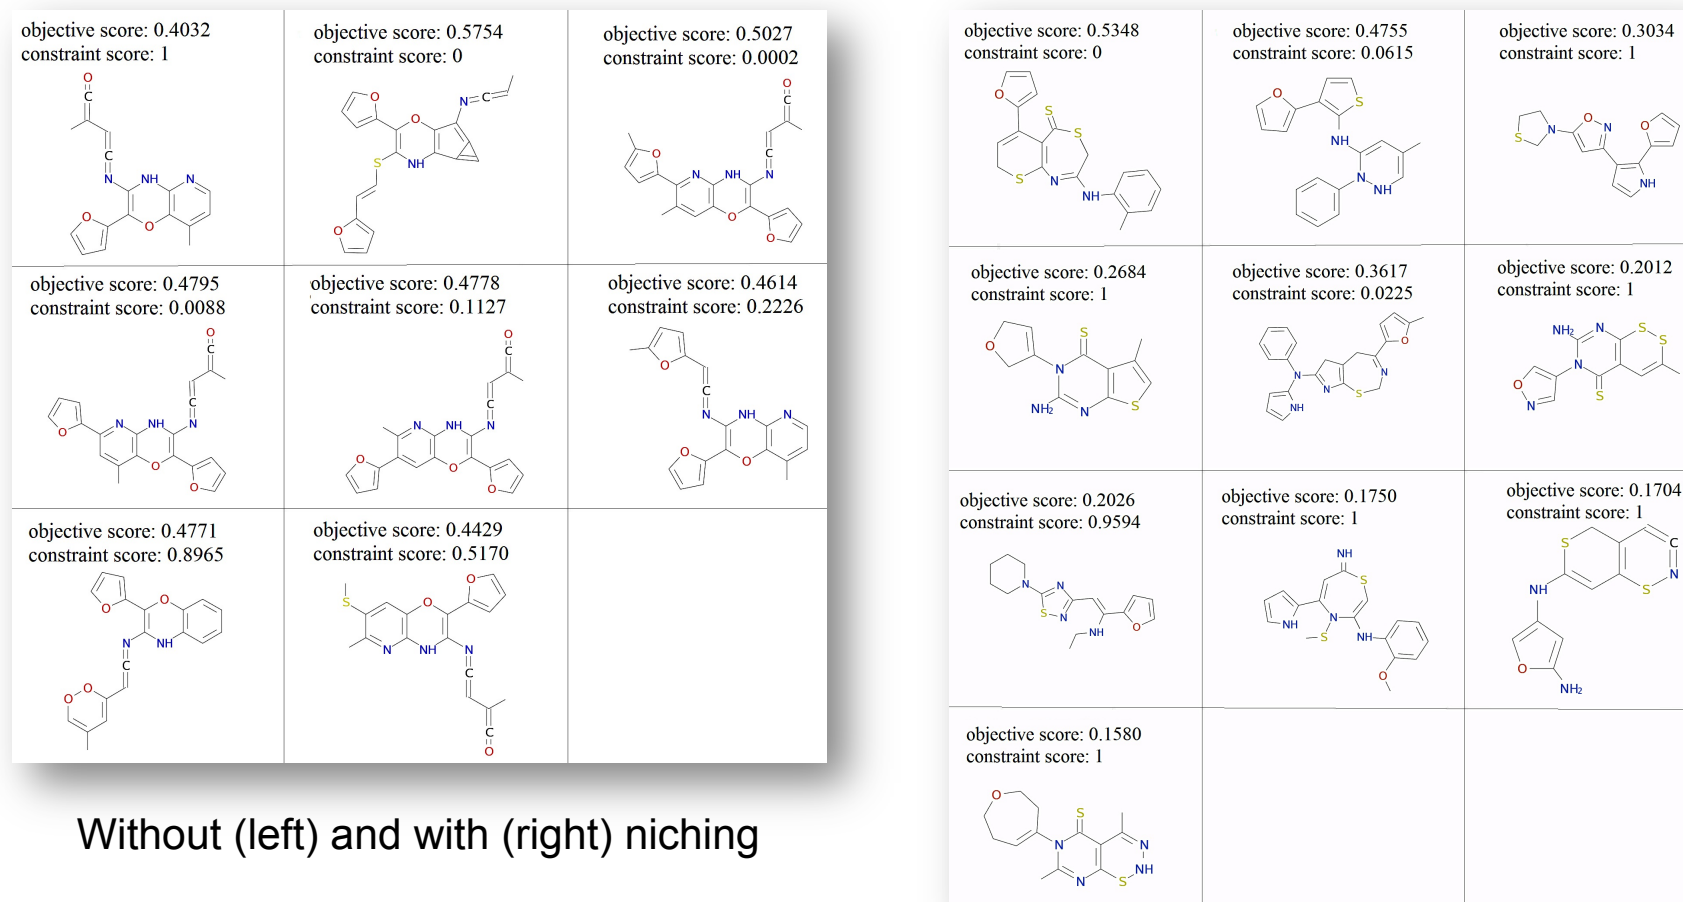 objective score: 0.4032
constraint score: 1
objective score: 0.5754
constraint score: 0
objective score: 0.5027
constraint score: 0.0002
objective score: 0.4795
constraint score: 0.0088
objective score: 0.4778
constraint score: 0.1127
objective score: 0.4614
constraint score: 0.2226
objective score: 0.4771
constraint score: 0.8965
objective score: 0.4429
constraint score: 0.5170
Without (left) and with (right) niching
objective score: 0.5348
constraint score: 0
objective score: 0.4755
constraint score: 0.0615
objective score: 0.3034
constraint score: 1
objective score: 0.2684
constraint score: 1
objective score: 0.3617
constraint score: 0.0225
objective score: 0.2012
constraint score: 1
objective score: 0.2026
constraint score: 0.9594
objective score: 0.1750
constraint score: 1
objective score: 0.1704
constraint score: 1
objective score: 0.1580
constraint score: 1